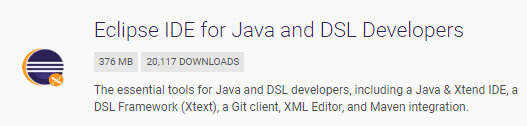 Eclipse IDE for Java and DSL Developers
376 MB 20,117 DOWNLOADS
The essential tools for Java and DSL developers, including a Java & Xtend IDE, a
DSL Framework (Xtext), a Git client, XML Editor, and Maven integration.